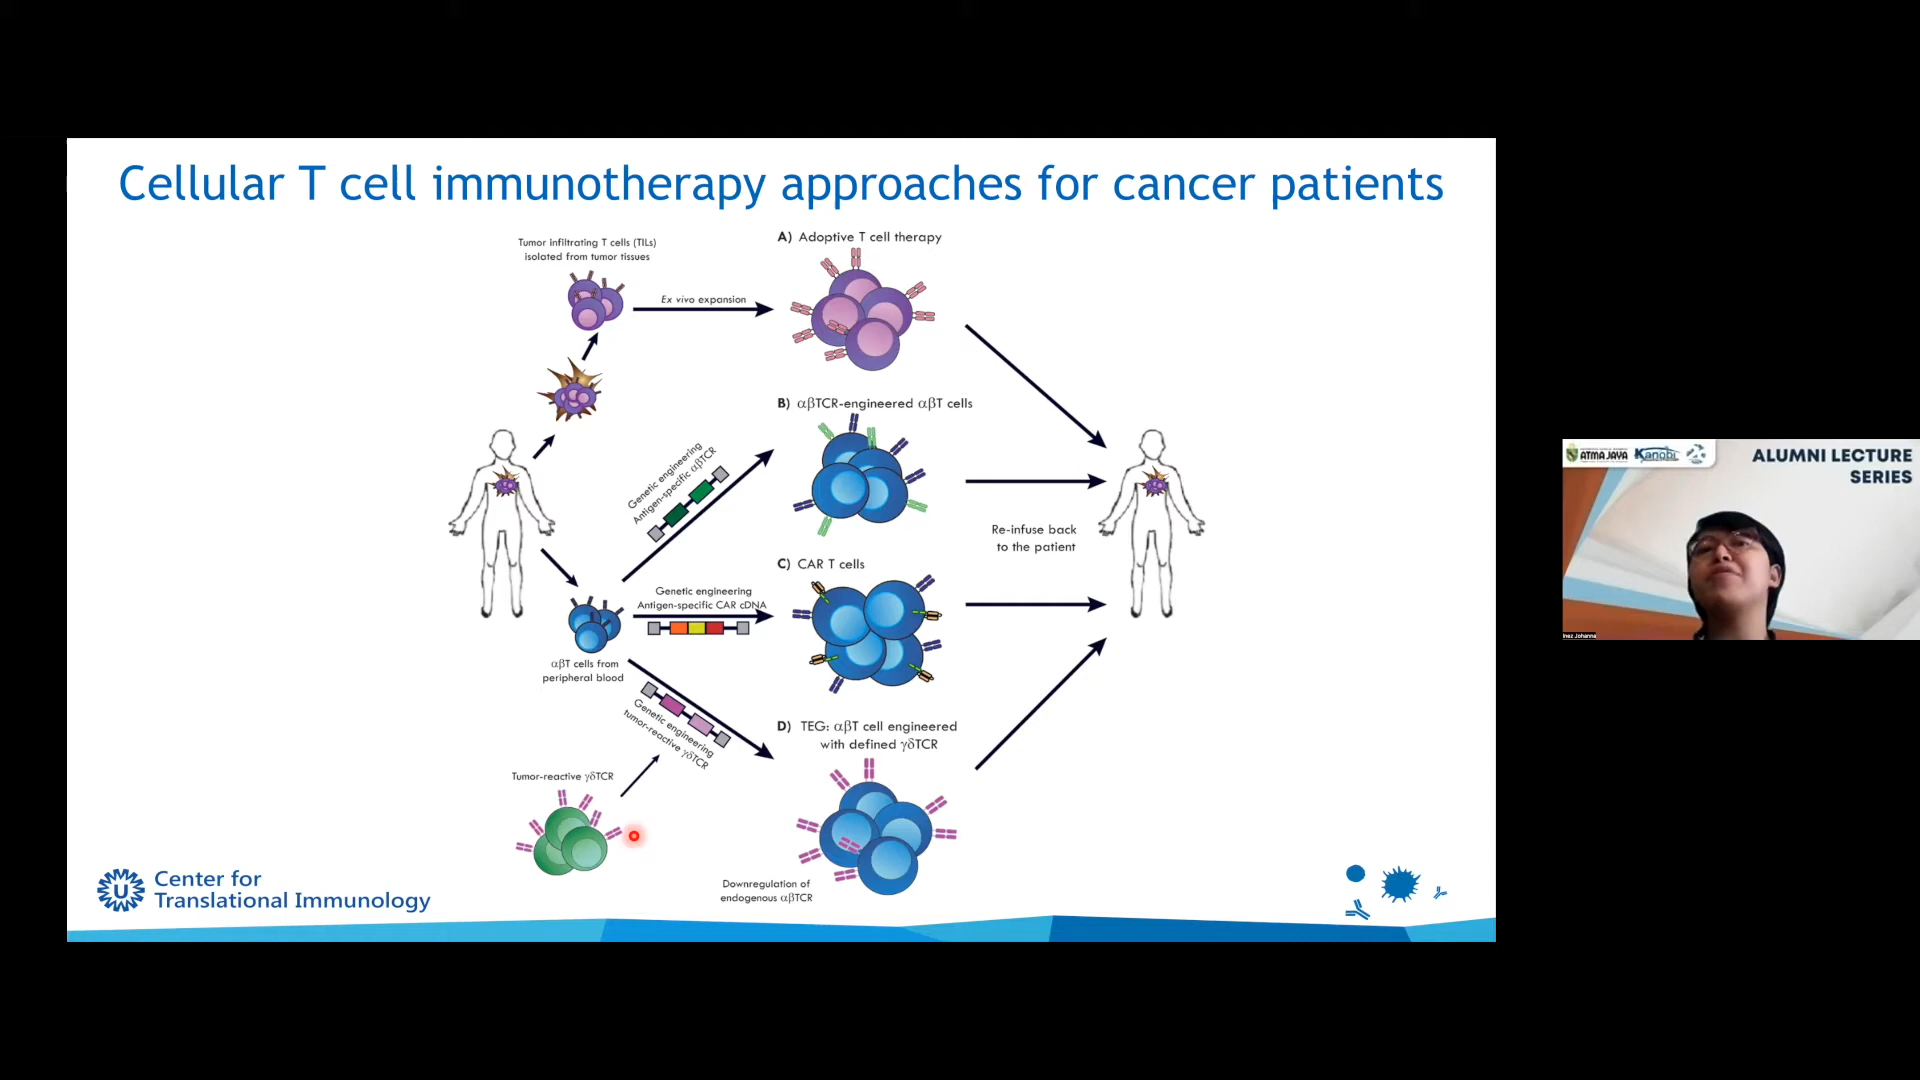 Cellular T cell immunotherapy approaches for cancer patients
Tumor infiltrating T cells (TILs)
isolated from tumor tissues
Ex vivo expansion
A) Adoptive T cell therapy
B) αβTCR-engineered αβT cells
Genetic engineering
Antigen-specific αβTCR
Re-infuse back
to the patient
C) CAR T cells
Genetic engineering
Antigen-specific CAR cDNA
αβT cells from
peripheral blood
Genetic engineering
tumor-reactive γδTCR
D) TEG: αβT cell engineered
with defined γδTCR
Tumor-reactive γδTCR
Downregulation of
endogenous αβTCR
U
Center for
Translational Immunology
ATMA JAYA
Kanobi
ALUMNI LECTURE
SERIES
Inez Johanna